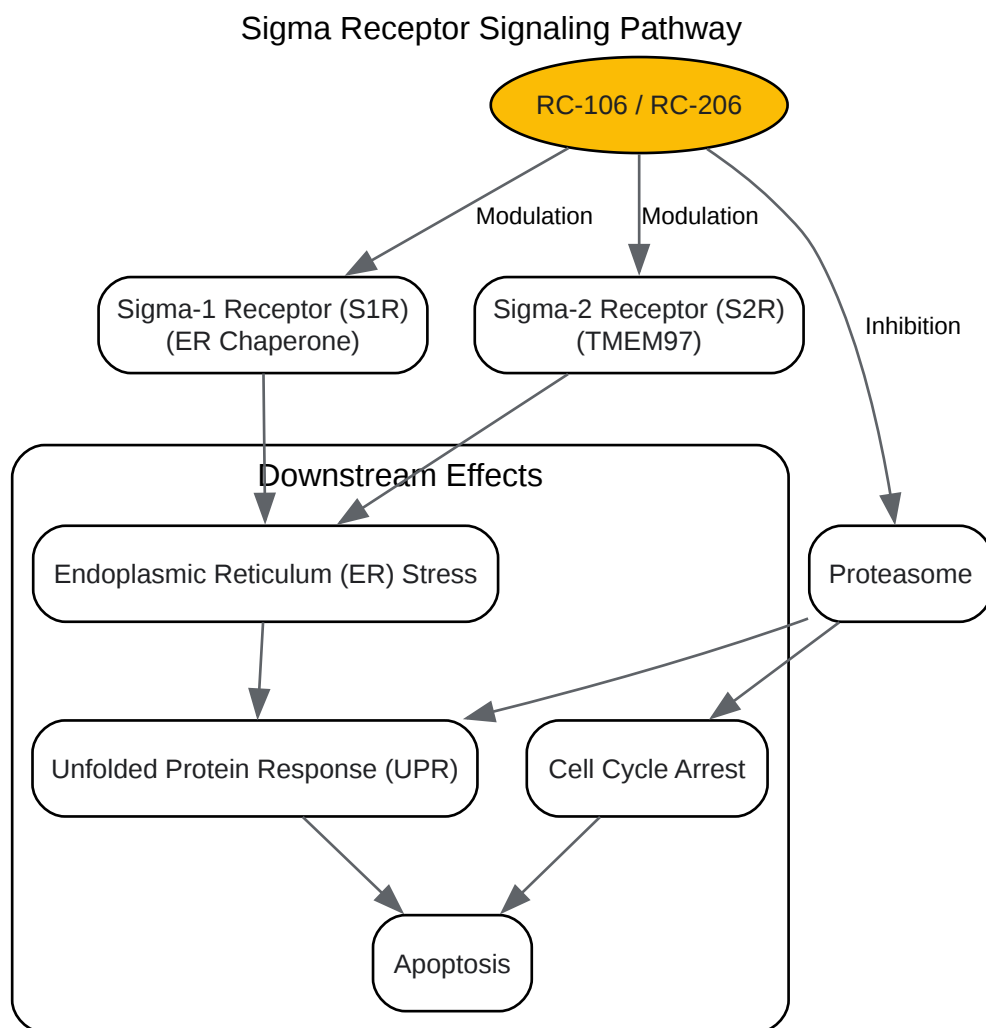 Sigma Receptor Signaling Pathway
RC-106 / RC-206
Modulation
Modulation
Sigma-1 Receptor (S1R)
(ER Chaperone)
Sigma-2 Receptor (S2R)
(TMEM97)
Inhibition
Downstream Effects
Endoplasmic Reticulum (ER) Stress
Proteasome
Unfolded Protein Response (UPR)
Cell Cycle Arrest
Apoptosis